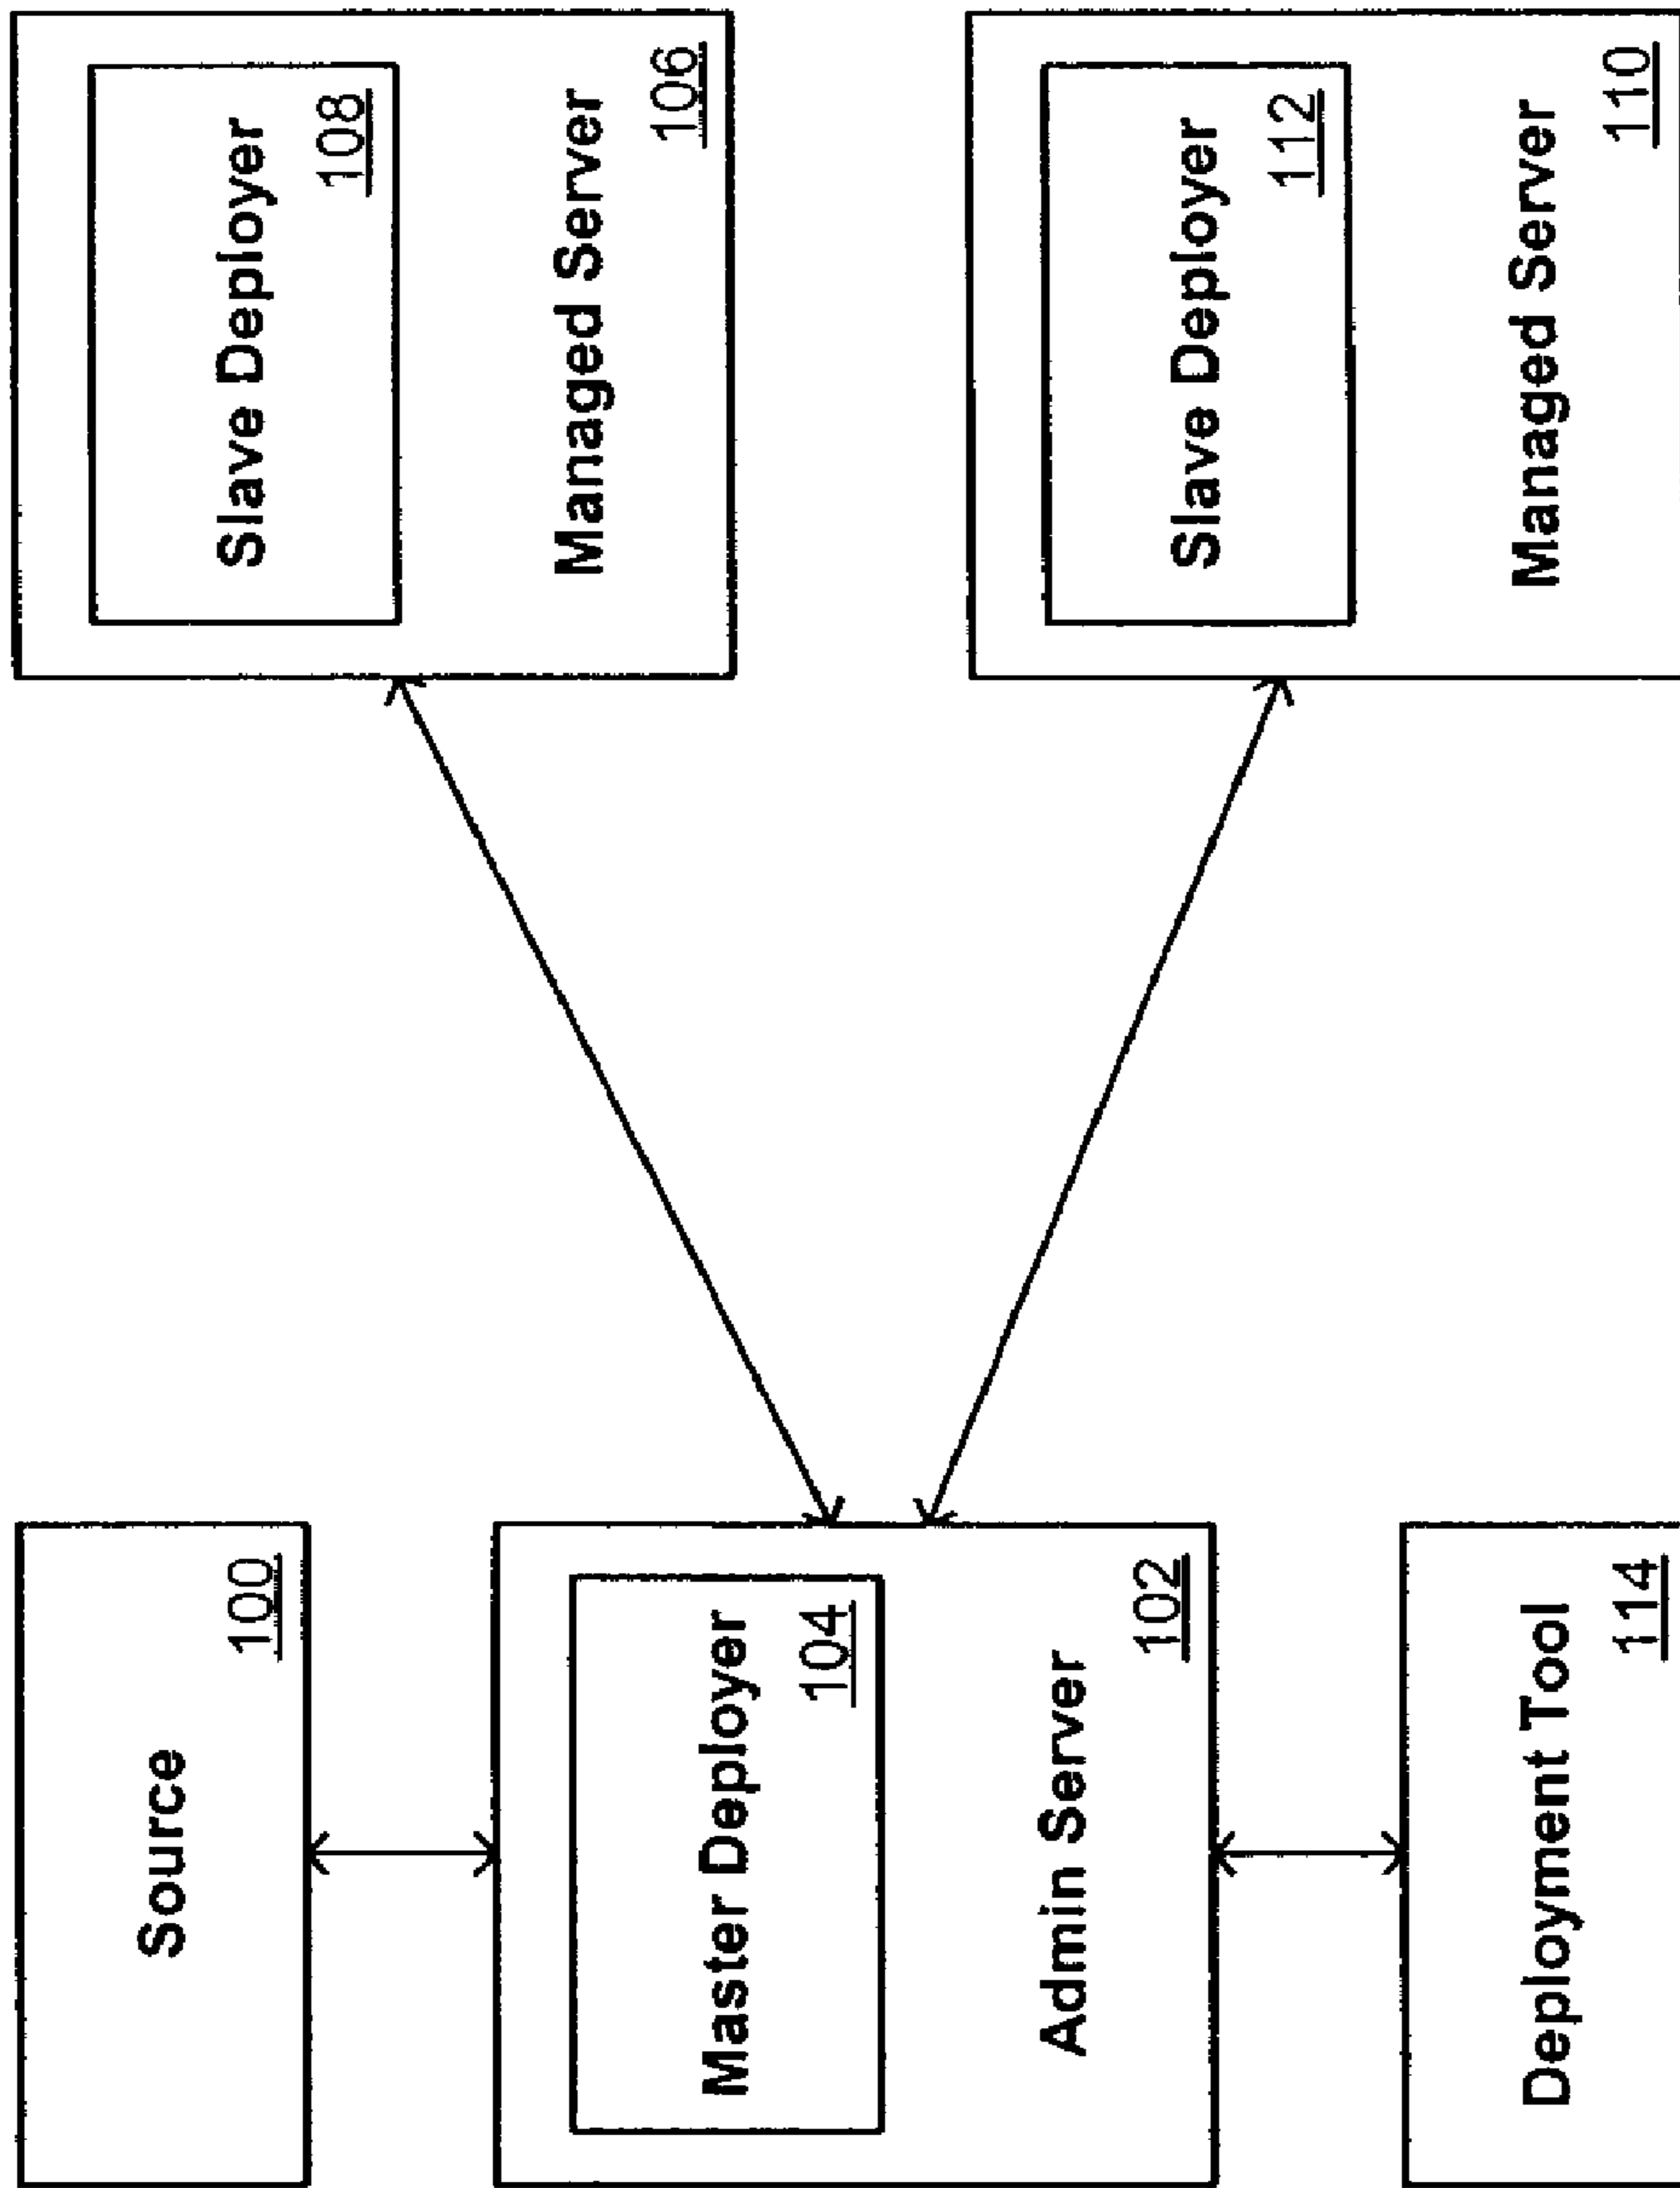 Source
100
Master Deployer
104
Admin Server
102
Deployment Tool
114
Slave Deployer
108
Managed Server
106
Slave Deployer
112
Managed Server
110